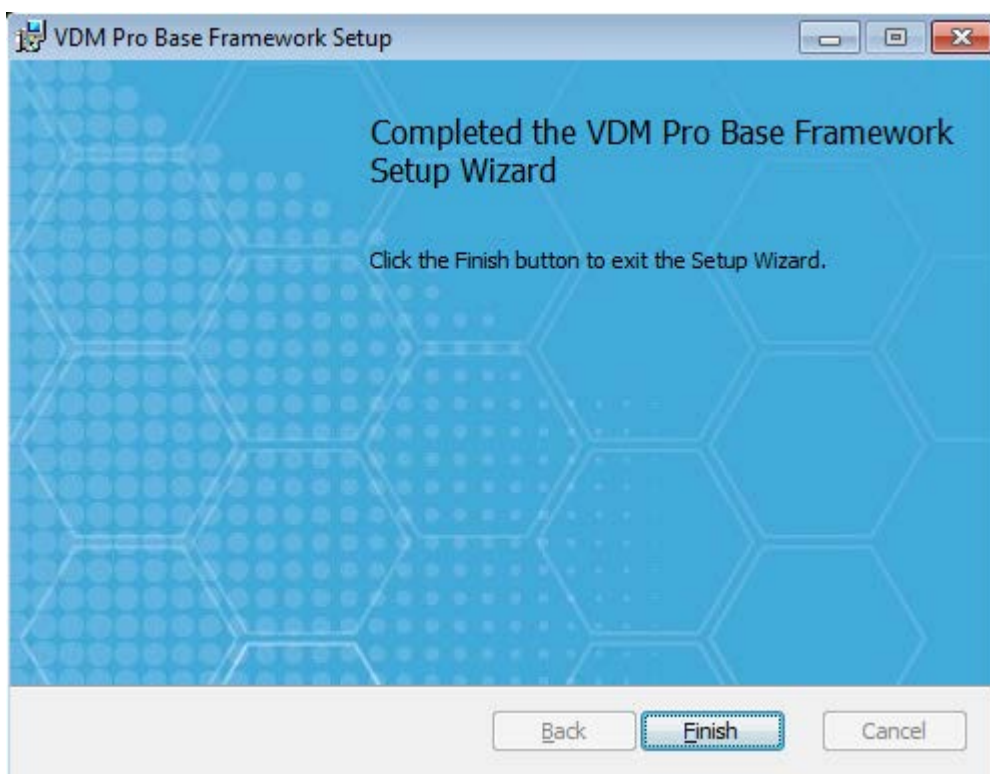 VDM Pro Base Framework Setup
Completed the VDM Pro Base Framework
Setup Wizard
Click the Finish button to exit the Setup Wizard.
Back
Finish
Cancel